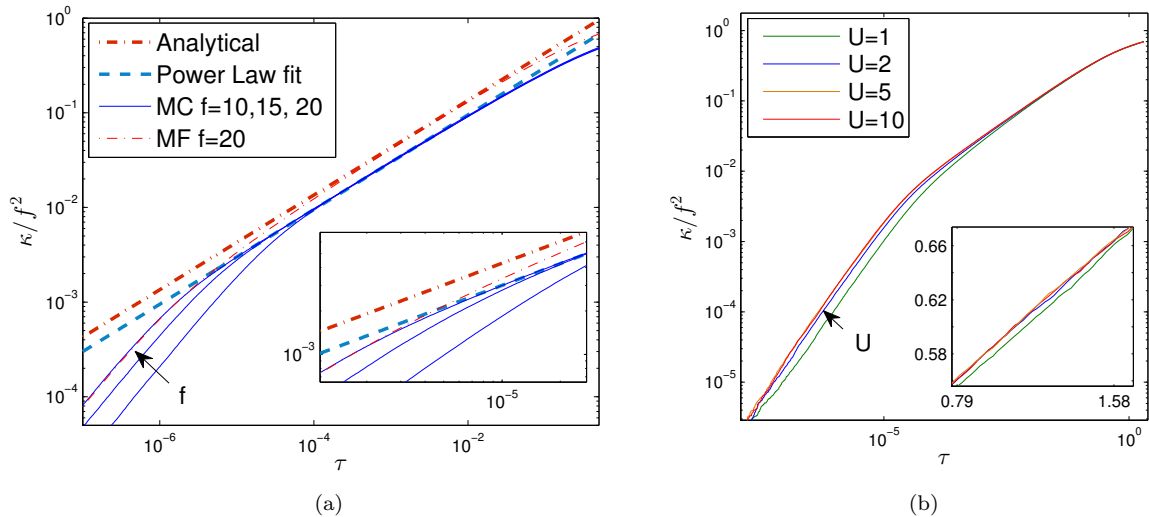 10^0
10^-1
10^-2
10^-3
10^-4
κ/f^2
Analytical
Power Law fit
MC f=10,15, 20
MF f=20
f
10^-3
10^-5
10^-6
10^-4
10^-2
τ
(a)
10^0
10^-1
10^-2
10^-3
10^-4
10^-5
κ/f^2
U=1
U=2
U=5
U=10
U
0.66
0.62
0.58
0.79
1.58
10^-5
10^0
τ
(b)